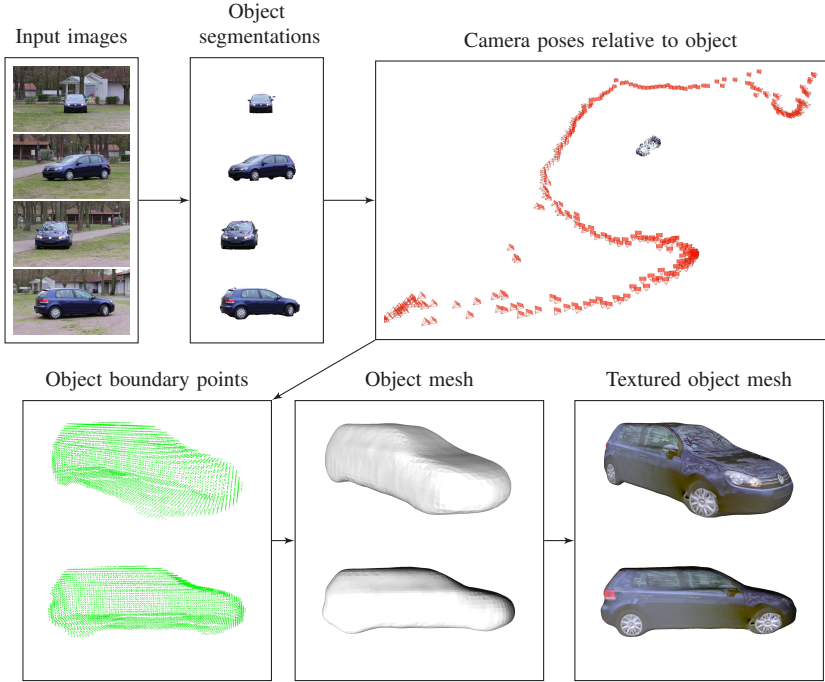 Input images
Object
segmentations
Camera poses relative to object
Object boundary points
Object mesh
Textured object mesh